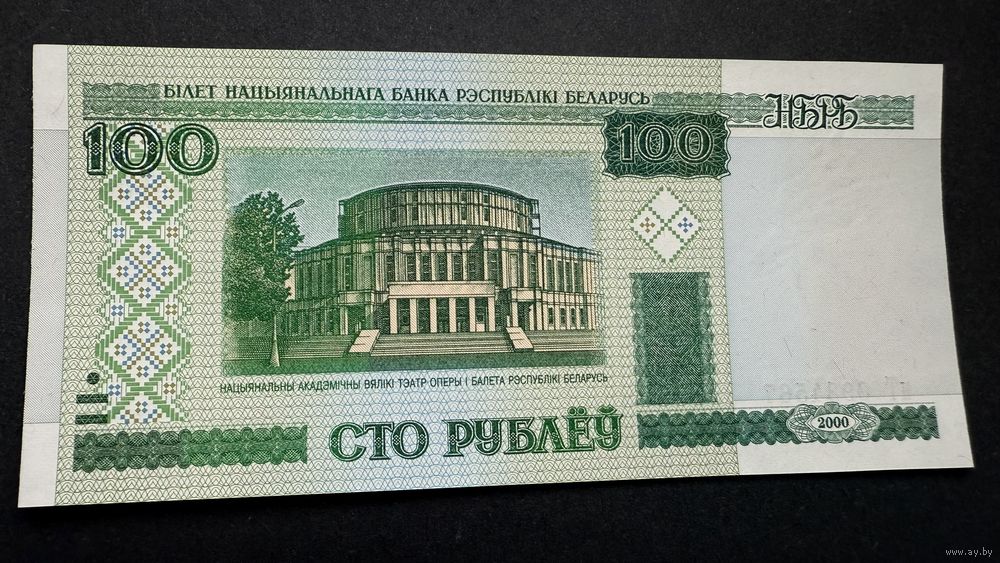 БІЛЕТ НАЦЫЯНАЛЬНАГА БАНКА РЭСПУБЛІКІ БЕЛАРУСЬ
НБРБ
100
100
НАЦЫЯНАЛЬНЫ АКАДЭМІЧНЫ ВЯЛІКІ ТЭАТР ОПЕРЫ І БАЛЕТА РЭСПУБЛІКІ БЕЛАРУСЬ
СТО РУБЛЁЎ
2000
www.ay.by